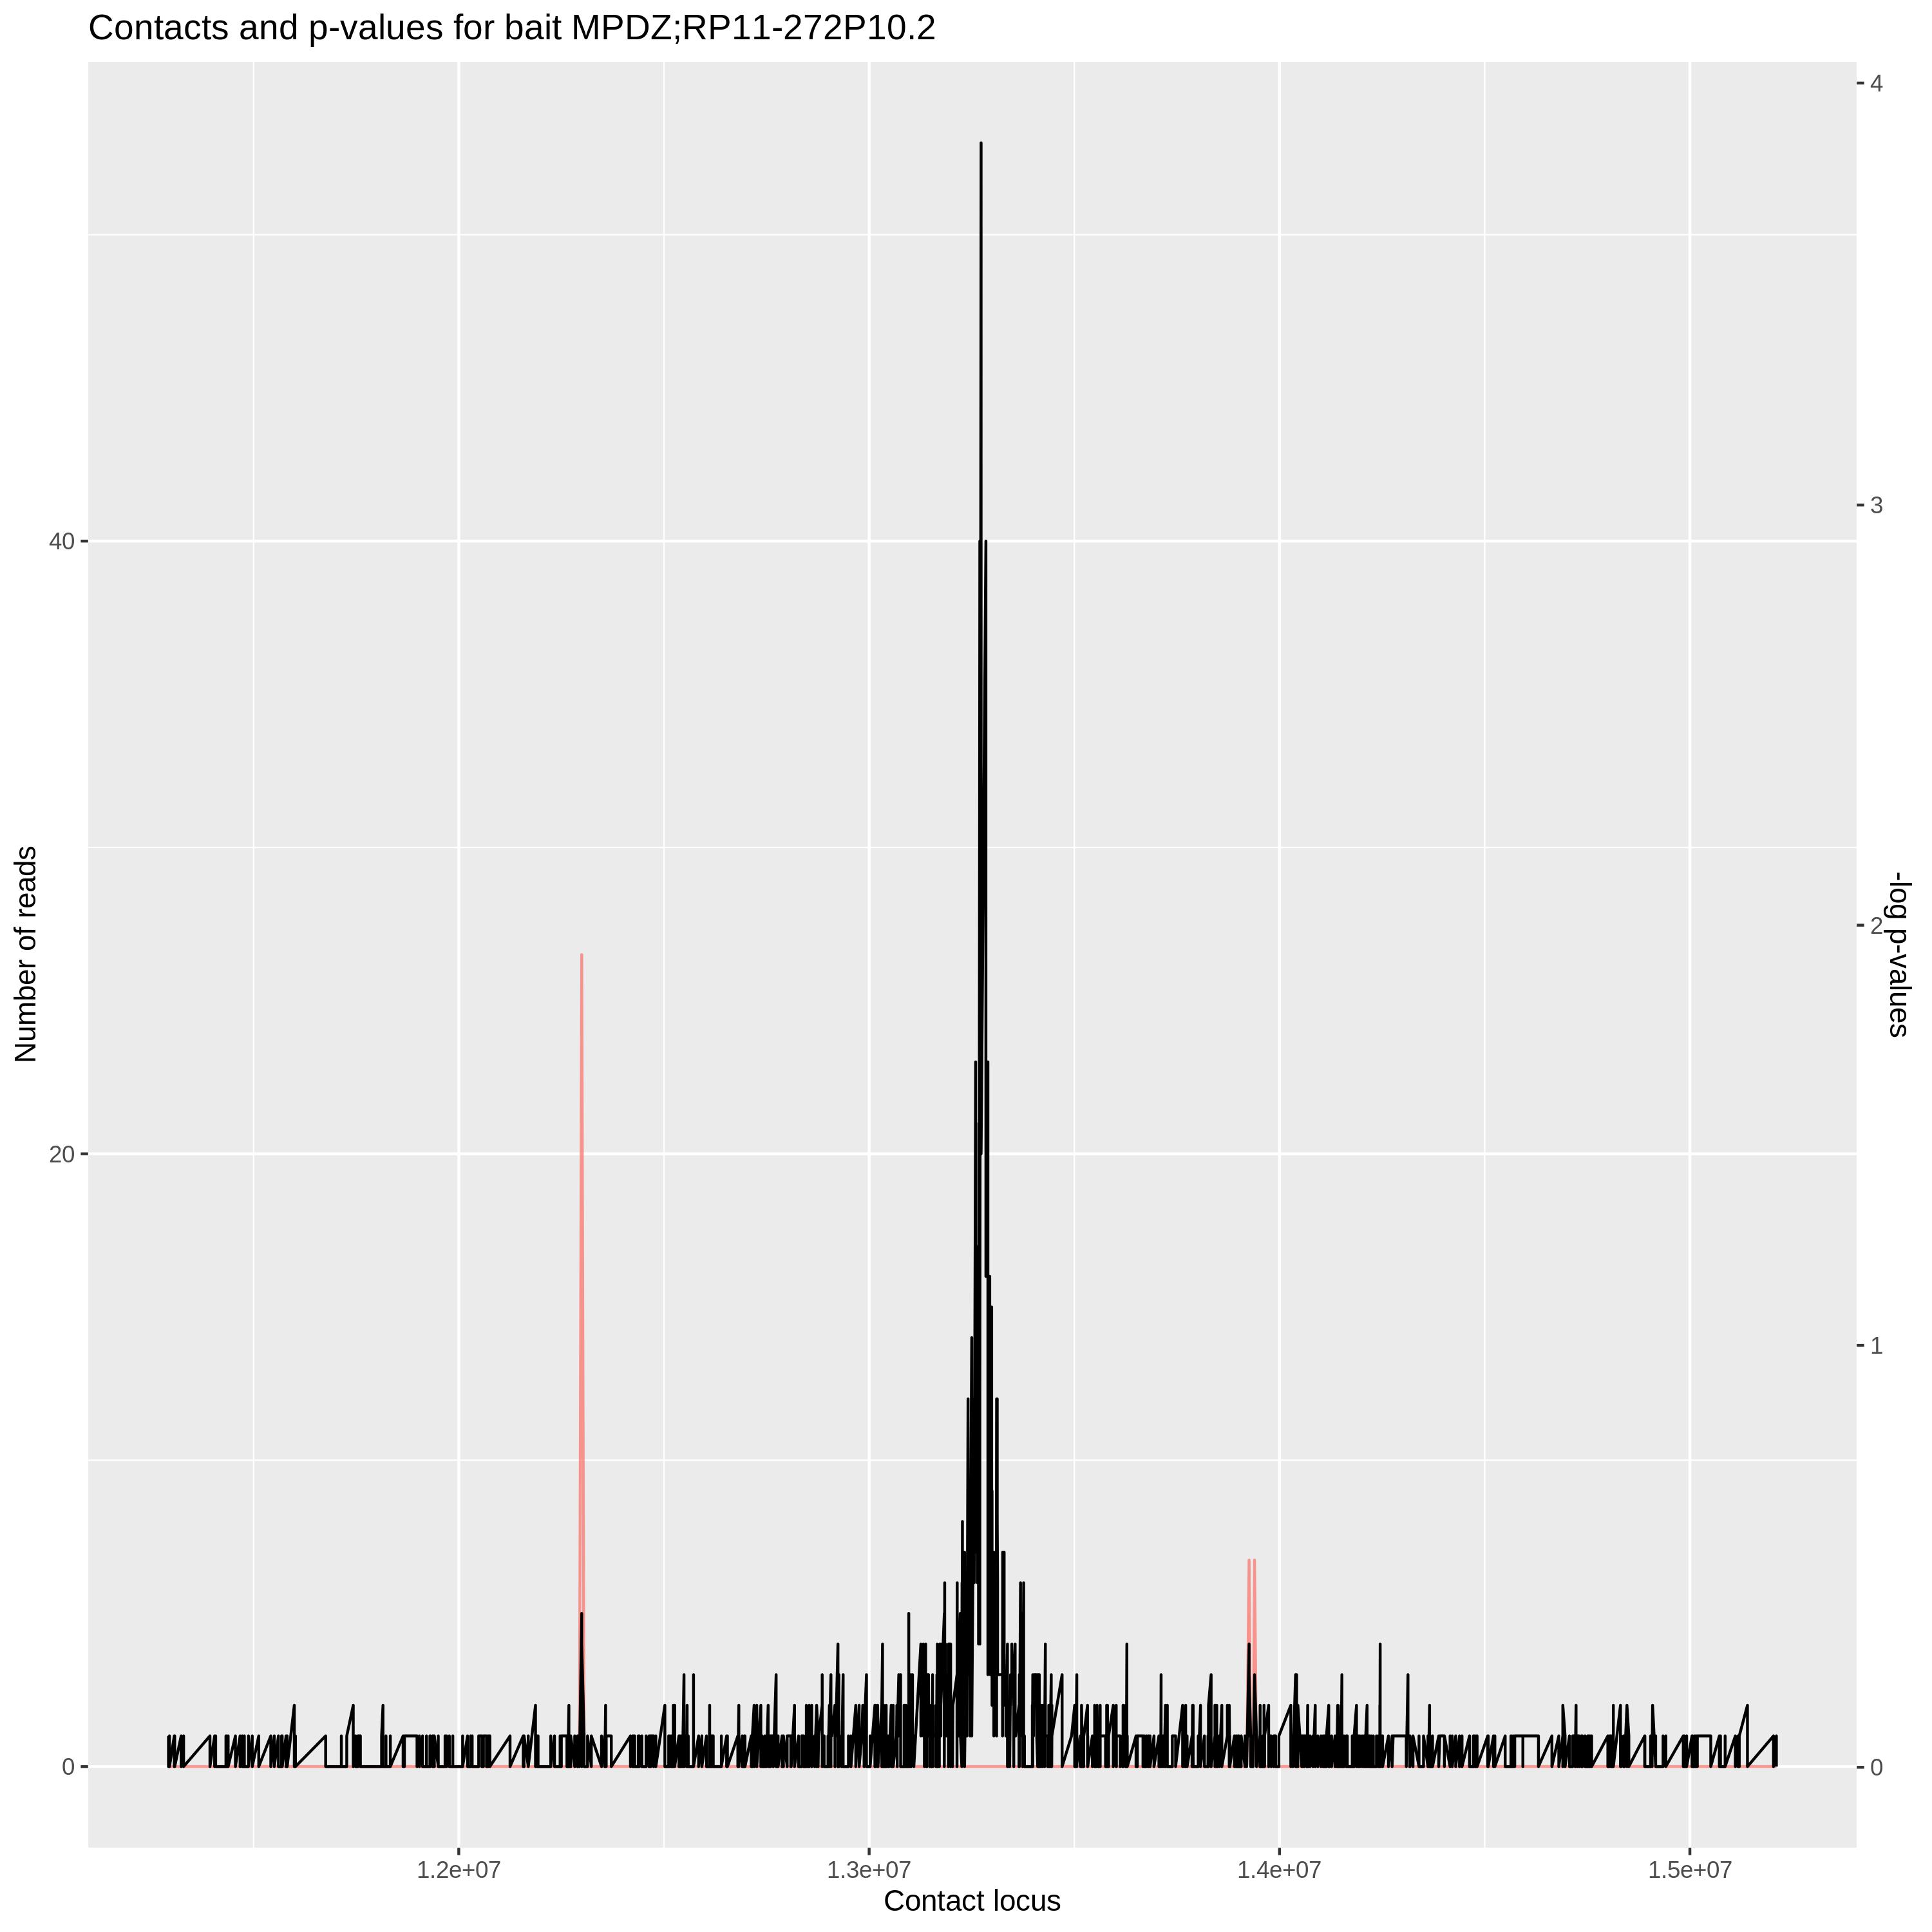 Contacts and p-values for bait MPDZ;RP11-272P10.2
40
20
0
Number of reads
4
3
2
1
0
-log p-values
1.2e+07
1.3e+07
1.4e+07
1.5e+07
Contact locus